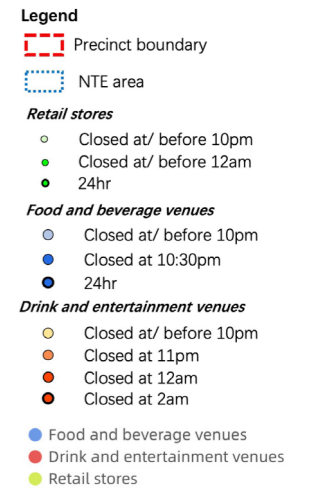 Legend
Precinct boundary
NTE area
Retail stores
Closed at/ before 10pm
Closed at/ before 12am
24hr
Food and beverage venues
Closed at/ before 10pm
Closed at 10:30pm
24hr
Drink and entertainment venues
Closed at/ before 10pm
Closed at 11pm
Closed at 12am
Closed at 2am
Food and beverage venues
Drink and entertainment venues
Retail stores